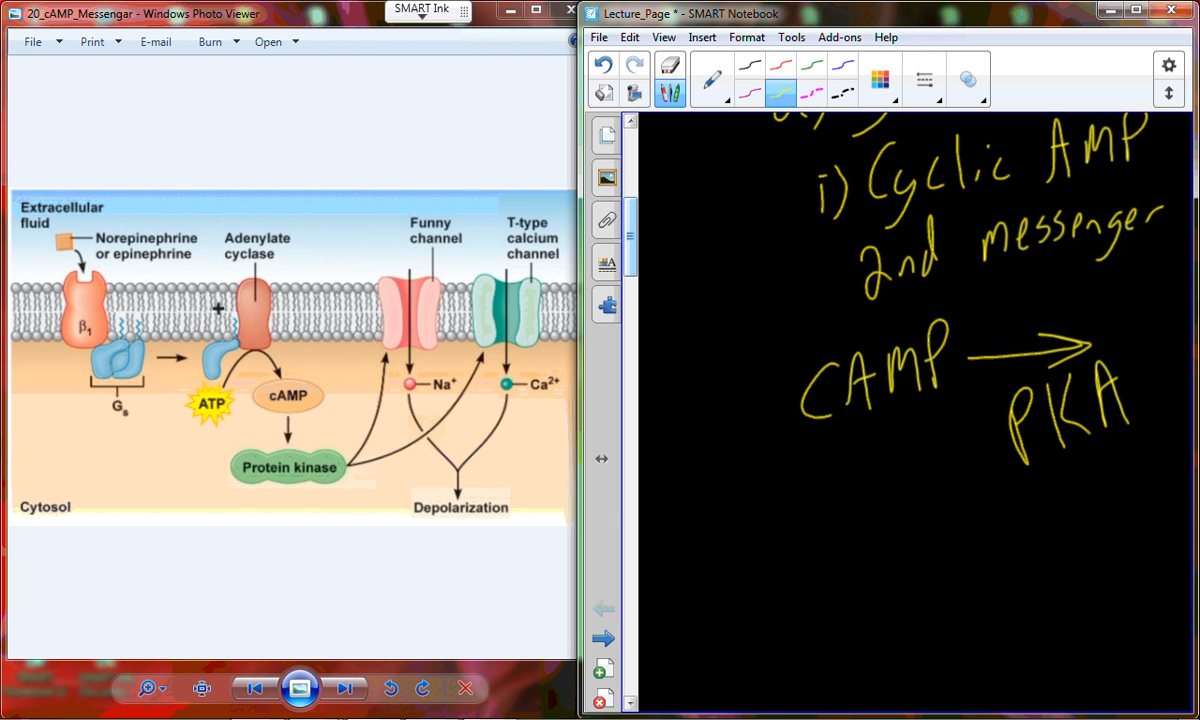 20_cAMP_Messengar - Windows Photo Viewer
SMART Ink
File Print E-mail Burn Open
Extracellular
fluid
Norepinephrine
or epinephrine
Adenylate
cyclase
Funny
channel
T-type
calcium
channel
β1
+
Gs
ATP
cAMP
Na+
Ca2+
Protein kinase
Depolarization
Cytosol
Lecture_Page * - SMART Notebook
File Edit View Insert Format Tools Add-ons Help
i) Cyclic AMP
2nd messenger
CAMP
PKA